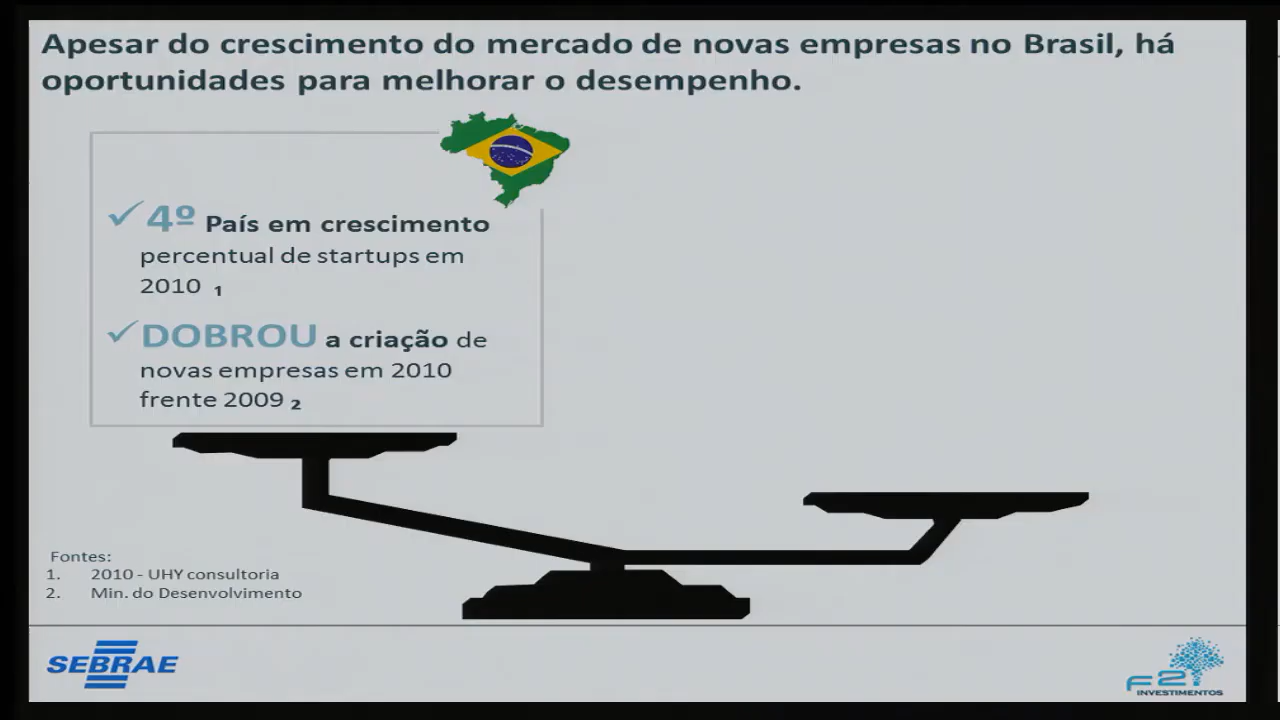 Apesar do crescimento do mercado de novas empresas no Brasil, há
oportunidades para melhorar o desempenho.
4º País em crescimento
percentual de startups em
2010 1
DOBROU a criação de
novas empresas em 2010
frente 2009 2
Fontes:
1. 2010 - UHY consultoria
2. Min. do Desenvolvimento
SEBRAE
F2i
INVESTIMENTOS